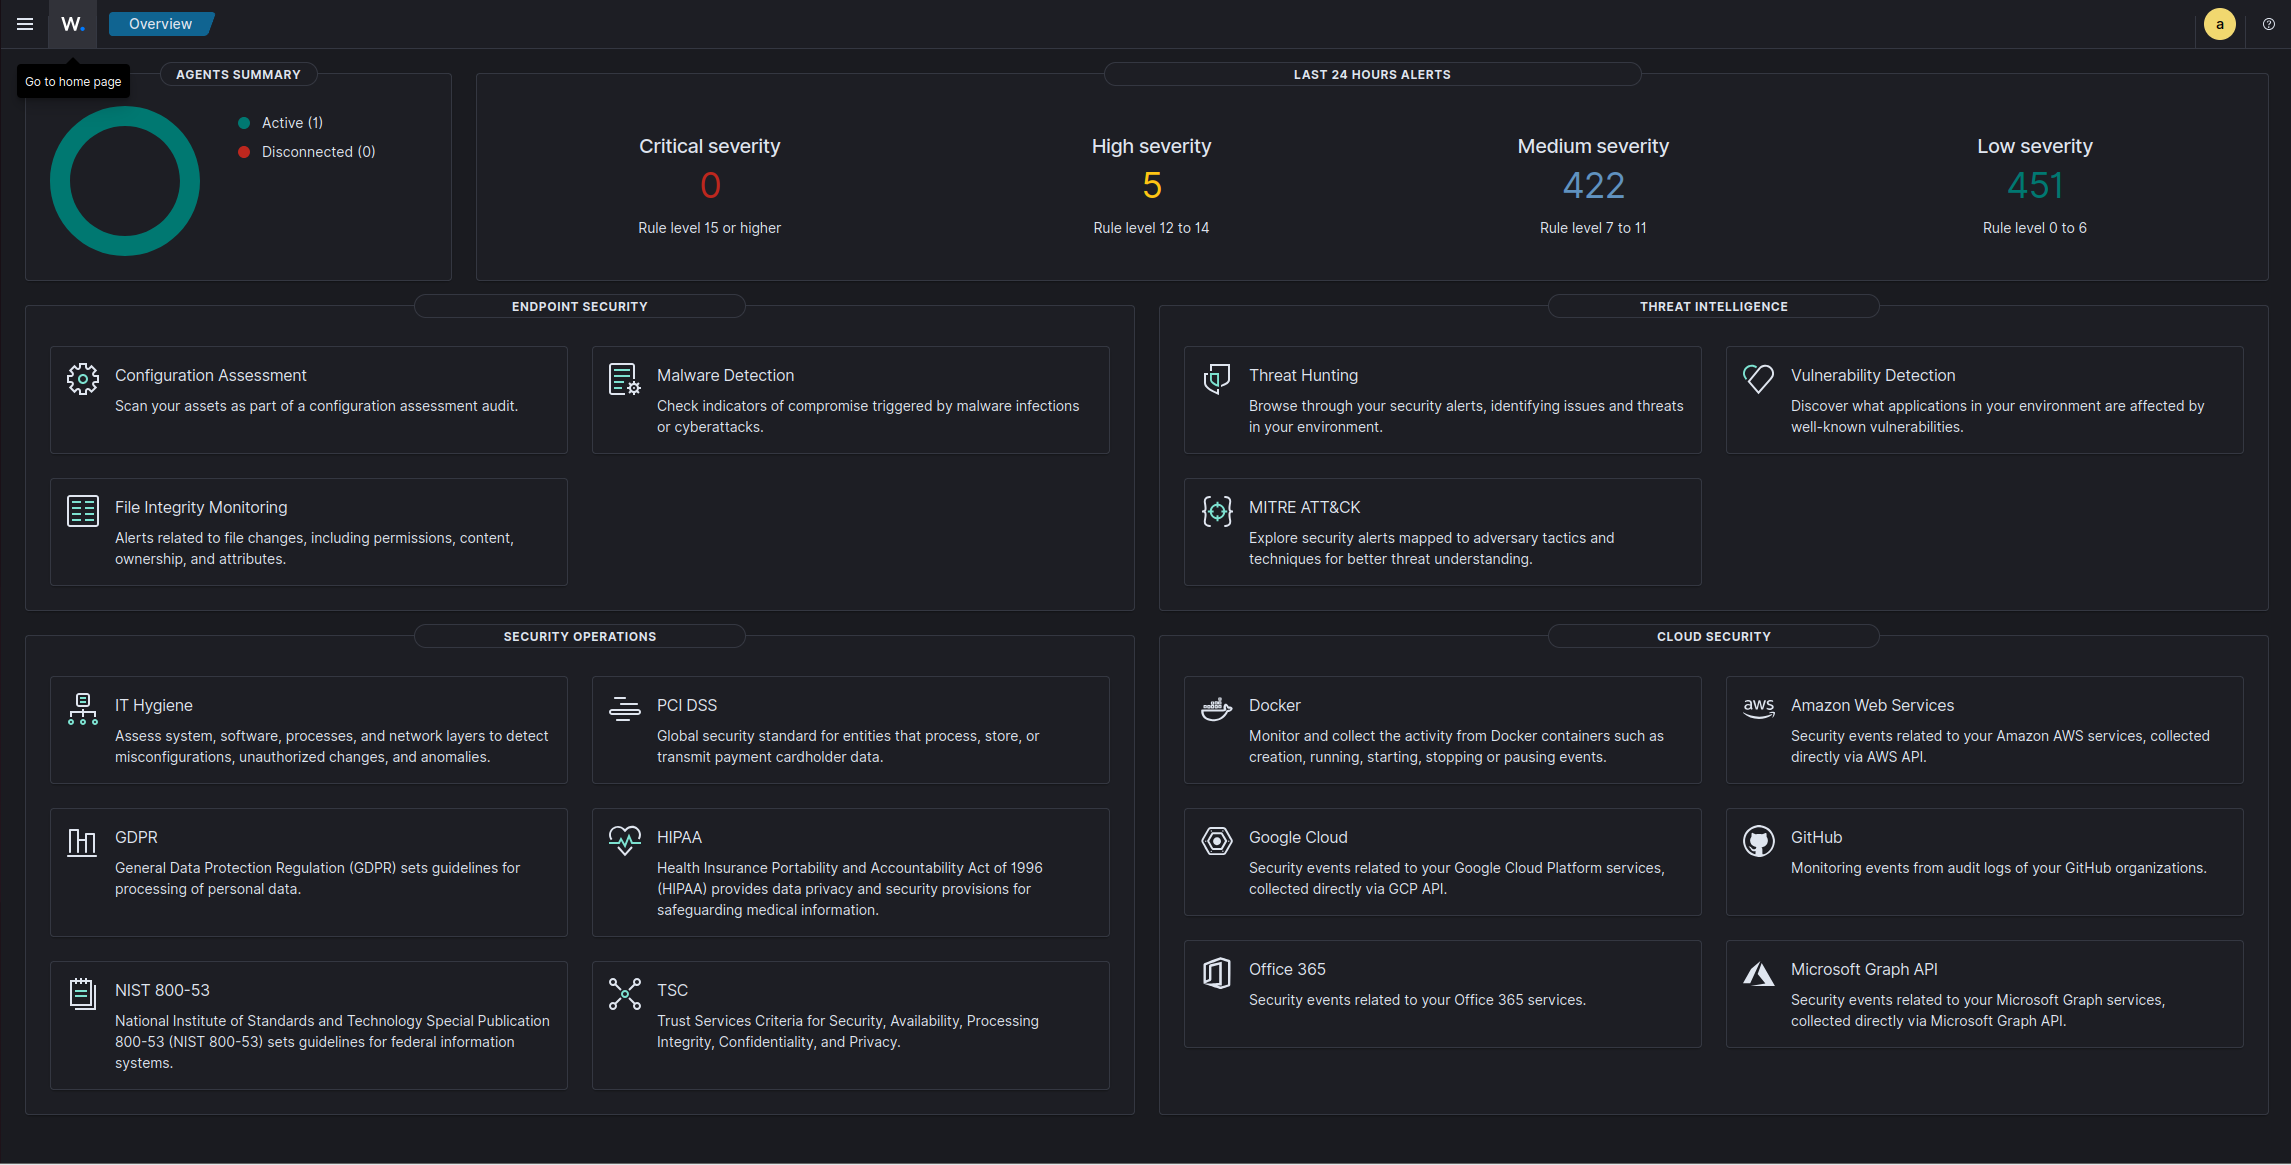 W.
Overview
a
Go to home page
AGENTS SUMMARY
Active (1)
Disconnected (0)
LAST 24 HOURS ALERTS
Critical severity
0
Rule level 15 or higher
High severity
5
Rule level 12 to 14
Medium severity
422
Rule level 7 to 11
Low severity
451
Rule level 0 to 6
ENDPOINT SECURITY
Configuration Assessment
Scan your assets as part of a configuration assessment audit.
Malware Detection
Check indicators of compromise triggered by malware infections
or cyberattacks.
File Integrity Monitoring
Alerts related to file changes, including permissions, content,
ownership, and attributes.
THREAT INTELLIGENCE
Threat Hunting
Browse through your security alerts, identifying issues and threats
in your environment.
Vulnerability Detection
Discover what applications in your environment are affected by
well-known vulnerabilities.
MITRE ATT&CK
Explore security alerts mapped to adversary tactics and
techniques for better threat understanding.
SECURITY OPERATIONS
IT Hygiene
Assess system, software, processes, and network layers to detect
misconfigurations, unauthorized changes, and anomalies.
PCI DSS
Global security standard for entities that process, store, or
transmit payment cardholder data.
GDPR
General Data Protection Regulation (GDPR) sets guidelines for
processing of personal data.
HIPAA
Health Insurance Portability and Accountability Act of 1996
(HIPAA) provides data privacy and security provisions for
safeguarding medical information.
NIST 800-53
National Institute of Standards and Technology Special Publication
800-53 (NIST 800-53) sets guidelines for federal information
systems.
TSC
Trust Services Criteria for Security, Availability, Processing
Integrity, Confidentiality, and Privacy.
CLOUD SECURITY
Docker
Monitor and collect the activity from Docker containers such as
creation, running, starting, stopping or pausing events.
aws
Amazon Web Services
Security events related to your Amazon AWS services, collected
directly via AWS API.
Google Cloud
Security events related to your Google Cloud Platform services,
collected directly via GCP API.
GitHub
Monitoring events from audit logs of your GitHub organizations.
Office 365
Security events related to your Office 365 services.
Microsoft Graph API
Security events related to your Microsoft Graph services,
collected directly via Microsoft Graph API.